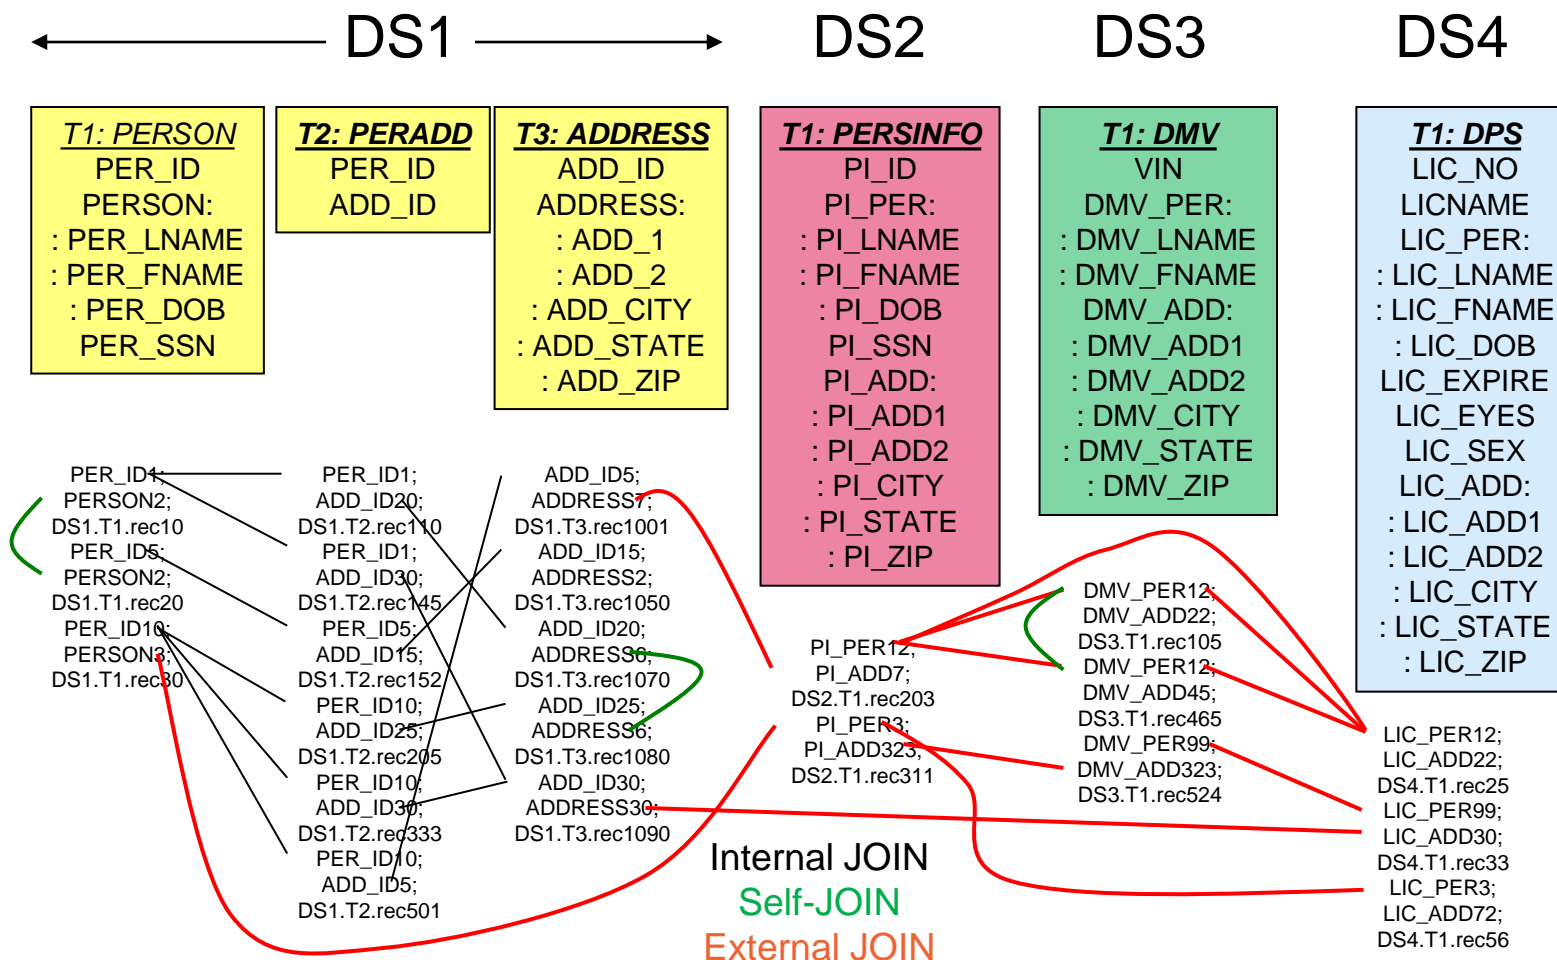 DS1
DS2
DS3
DS4
T1: PERSON
PER_ID
PERSON:
: PER_LNAME
: PER_FNAME
: PER_DOB
PER_SSN
T2: PERADD
PER_ID
ADD_ID
T3: ADDRESS
ADD_ID
ADDRESS:
: ADD_1
: ADD_2
: ADD_CITY
: ADD_STATE
: ADD_ZIP
T1: PERSINFO
PI_ID
PI_PER:
: PI_LNAME
: PI_FNAME
: PI_DOB
PI_SSN
PI_ADD:
: PI_ADD1
: PI_ADD2
: PI_CITY
: PI_STATE
: PI_ZIP
T1: DMV
VIN
DMV_PER:
: DMV_LNAME
: DMV_FNAME
DMV_ADD:
: DMV_ADD1
: DMV_ADD2
: DMV_CITY
: DMV_STATE
: DMV_ZIP
T1: DPS
LIC_NO
LICNAME
LIC_PER:
: LIC_LNAME
: LIC_FNAME
: LIC_DOB
LIC_EXPIRE
LIC_EYES
LIC_SEX
LIC_ADD:
: LIC_ADD1
: LIC_ADD2
: LIC_CITY
: LIC_STATE
: LIC_ZIP
PER_ID1;
PERSON2;
DS1.T1.rec10
PER_ID5;
PERSON2;
DS1.T1.rec20
PER_ID10;
PERSON3;
DS1.T1.rec30
PER_ID1;
ADD_ID20;
DS1.T2.rec110
PER_ID1;
ADD_ID30;
DS1.T2.rec145
PER_ID5;
ADD_ID15;
DS1.T2.rec152
PER_ID10;
ADD_ID25;
DS1.T2.rec205
PER_ID10;
ADD_ID30;
DS1.T2.rec333
PER_ID10;
ADD_ID5;
DS1.T2.rec501
ADD_ID5;
ADDRESS7;
DS1.T3.rec1001
ADD_ID15;
ADDRESS2;
DS1.T3.rec1050
ADD_ID20;
ADDRESS6;
DS1.T3.rec1070
ADD_ID25;
ADDRESS6;
DS1.T3.rec1080
ADD_ID30;
ADDRESS30;
DS1.T3.rec1090
PI_PER12;
PI_ADD7;
DS2.T1.rec203
PI_PER3;
PI_ADD323;
DS2.T1.rec311
DMV_PER12;
DMV_ADD22;
DS3.T1.rec105
DMV_PER12;
DMV_ADD45;
DS3.T1.rec465
DMV_PER99;
DMV_ADD323;
DS3.T1.rec524
LIC_PER12;
LIC_ADD22;
DS4.T1.rec25
LIC_PER99;
LIC_ADD30;
DS4.T1.rec33
LIC_PER3;
LIC_ADD72;
DS4.T1.rec56
Internal JOIN
Self-JOIN
External JOIN